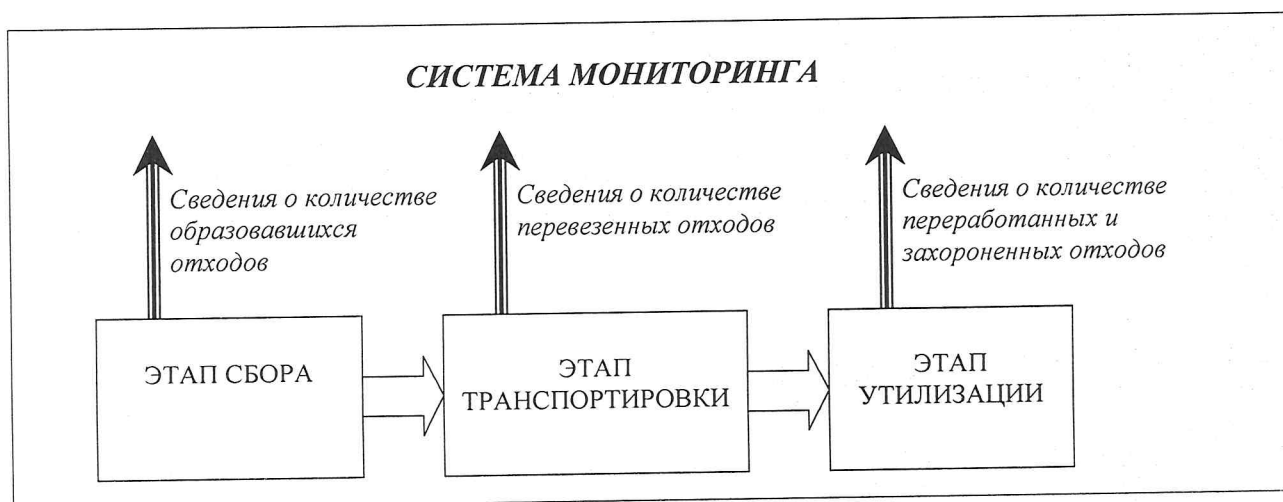 СИСТЕМА МОНИТОРИНГА
Сведения о количестве
образовавшихся
отходов
Сведения о количестве
перевезенных отходов
Сведения о количестве
переработанных и
захороненных отходов
ЭТАП СБОРА
ЭТАП
ТРАНСПОРТИРОВКИ
ЭТАП
УТИЛИЗАЦИИ